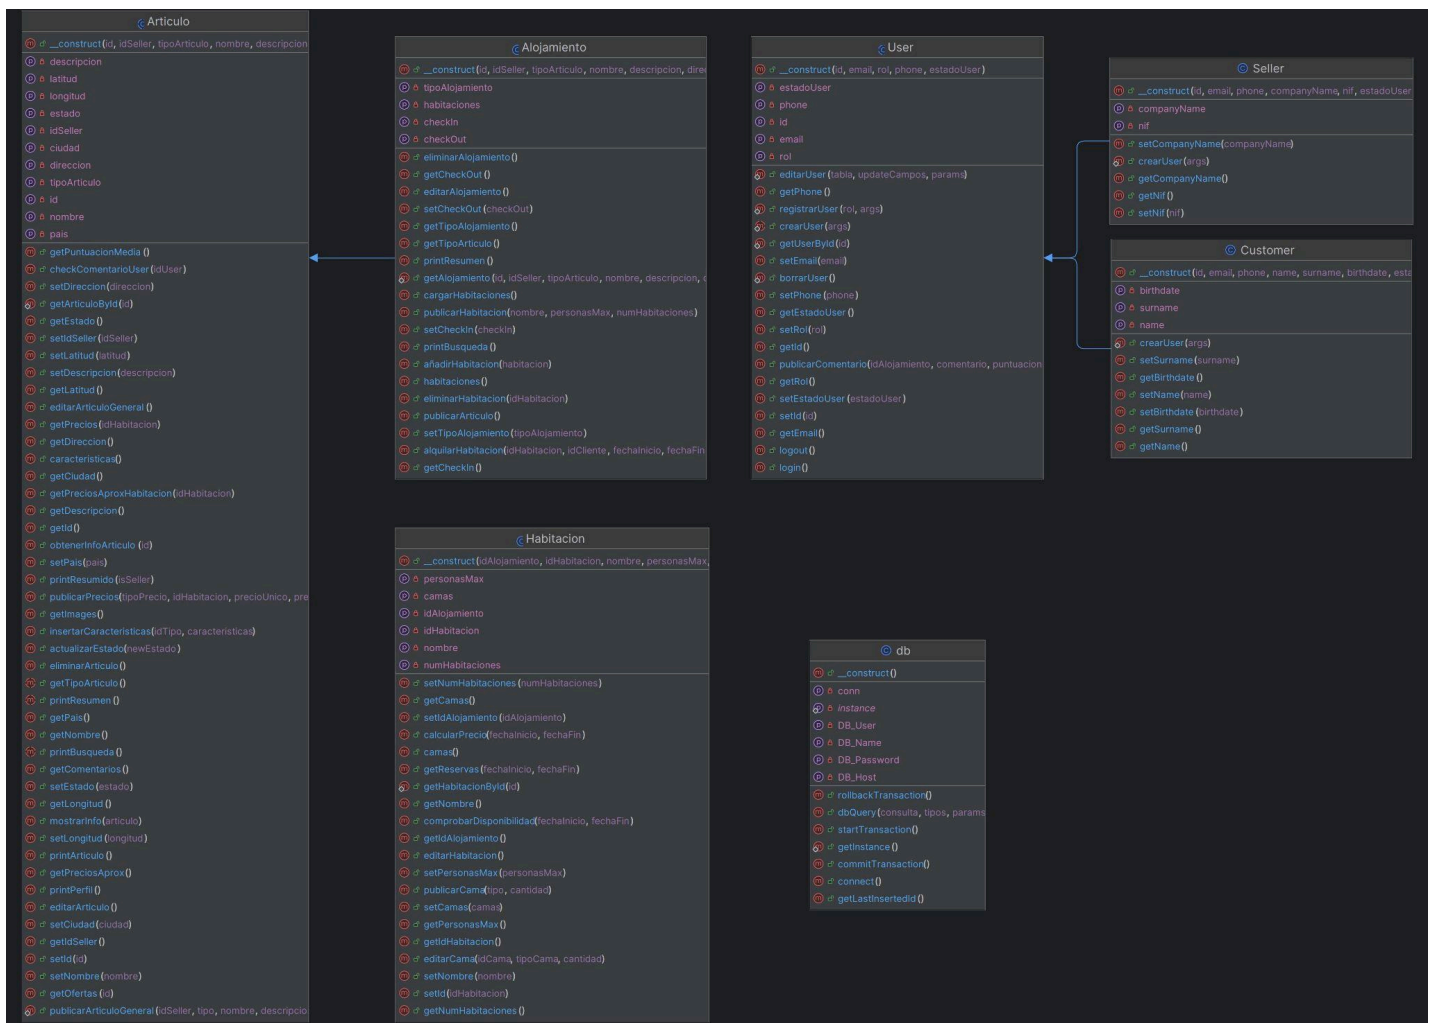 Articulo
__construct(id, idSeller, tipoArticulo, nombre, descripcion
descripcion
latitud
longitud
estado
idSeller
ciudad
direccion
tipoArticulo
id
nombre
pais
getPuntuacionMedia()
checkComentarioUser(idUser)
setDireccion(direccion)
getArticuloById(id)
getEstado()
setIdSeller(idSeller)
setLatitud(latitud)
setDescripcion(descripcion)
getLatitud()
editarArticuloGeneral()
getPrecios(idHabitacion)
getDireccion()
caracteristicas()
getCiudad()
getPreciosAproxHabitacion(idHabitacion)
getDescripcion()
getId()
obtenerInfoArticulo(id)
setPais(pais)
printResumido(isSeller)
publicarPrecios(tipoPrecio, idHabitacion, precioUnico, pre
getImages()
insertarCaracteristicas(idTipo, caracteristicas)
actualizarEstado(newEstado)
eliminarArticulo()
getTipoArticulo()
printResumen()
getPais()
getNombre()
printBusqueda()
getComentarios()
setEstado(estado)
getLongitud()
mostrarInfo(articulo)
setLongitud(longitud)
printArticulo()
getPreciosAprox()
printPerfil()
editarArticulo()
setCiudad(ciudad)
getIdSeller()
setId(id)
setNombre(nombre)
getOfertas(id)
publicarArticuloGeneral(idSeller, tipo, nombre, descripcio
Alojamiento
__construct(id, idSeller, tipoArticulo, nombre, descripcion, dire
tipoAlojamiento
habitaciones
checkIn
checkOut
eliminarAlojamiento()
getCheckOut()
editarAlojamiento()
setCheckOut(checkOut)
getTipoAlojamiento()
getTipoArticulo()
printResumen()
getAlojamiento(id, idSeller, tipoArticulo, nombre, descripcion, d
cargarHabitaciones()
publicarHabitacion(nombre, personasMax, numHabitaciones)
setCheckIn(checkIn)
printBusqueda()
añadirHabitacion(habitacion)
habitaciones()
eliminarHabitacion(idHabitacion)
publicarArticulo()
setTipoAlojamiento(tipoAlojamiento)
alquilarHabitacion(idHabitacion, idCliente, fechaInicio, fechaFin
getCheckIn()
Habitacion
__construct(idAlojamiento, idHabitacion, nombre, personasMax,
personasMax
camas
idAlojamiento
idHabitacion
nombre
numHabitaciones
setNumHabitaciones(numHabitaciones)
getCamas()
setIdAlojamiento(idAlojamiento)
calcularPrecio(fechaInicio, fechaFin)
camas()
getReservas(fechaInicio, fechaFin)
getHabitacionById(id)
getNombre()
comprobarDisponibilidad(fechaInicio, fechaFin)
getIdAlojamiento()
editarHabitacion()
setPersonasMax(personasMax)
publicarCama(tipo, cantidad)
setCamas(camas)
getPersonasMax()
getIdHabitacion()
editarCama(idCama, tipoCama, cantidad)
setNombre(nombre)
setId(idHabitacion)
getNumHabitaciones()
User
__construct(id, email, rol, phone, estadoUser)
estadoUser
phone
id
email
rol
editarUser(tabla, updateCampos, params)
getPhone()
registrarUser(rol, args)
crearUser(args)
getUserById(id)
setEmail(email)
borrarUser()
setPhone(phone)
getEstadoUser()
setRol(rol)
getId()
publicarComentario(idAlojamiento, comentario, puntuacion
getRol()
setEstadoUser(estadoUser)
setId(id)
getEmail()
logout()
login()
Seller
__construct(id, email, phone, companyName, nif, estadoUser
companyName
nif
setCompanyName(companyName)
crearUser(args)
getCompanyName()
getNif()
setNif(nif)
Customer
__construct(id, email, phone, name, surname, birthdate, esta
birthdate
surname
name
crearUser(args)
setSurname(surname)
getBirthdate()
setName(name)
setBirthdate(birthdate)
getSurname()
getName()
db
__construct()
conn
instance
DB_User
DB_Name
DB_Password
DB_Host
rollbackTransaction()
dbQuery(consulta, tipos, params
startTransaction()
getInstance()
commitTransaction()
connect()
getLastInsertedId()